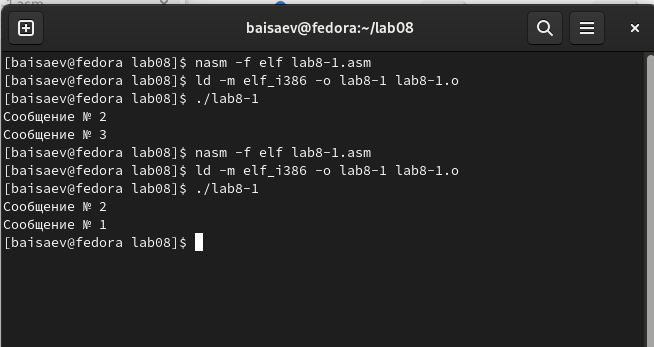 baisaev@fedora:~/lab08
[baisaev@fedora lab08]$ nasm -f elf lab8-1.asm
[baisaev@fedora lab08]$ ld -m elf_i386 -o lab8-1 lab8-1.o
[baisaev@fedora lab08]$ ./lab8-1
Сообщение № 2
Сообщение № 3
[baisaev@fedora lab08]$ nasm -f elf lab8-1.asm
[baisaev@fedora lab08]$ ld -m elf_i386 -o lab8-1 lab8-1.o
[baisaev@fedora lab08]$ ./lab8-1
Сообщение № 2
Сообщение № 1
[baisaev@fedora lab08]$